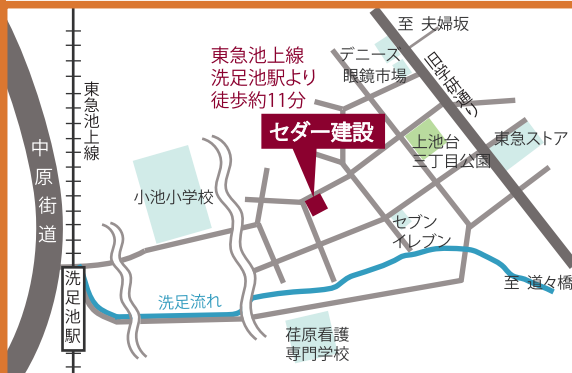 至 夫婦坂
デニーズ
眼鏡市場
旧学研通り
東急池上線
洗足池駅より
徒歩約11分
セダー建設
東急池上線
上池台
三丁目公園
東急ストア
中原街道
小池小学校
セブン
イレブン
至 道々橋
洗足池駅
洗足流れ
荏原看護
専門学校